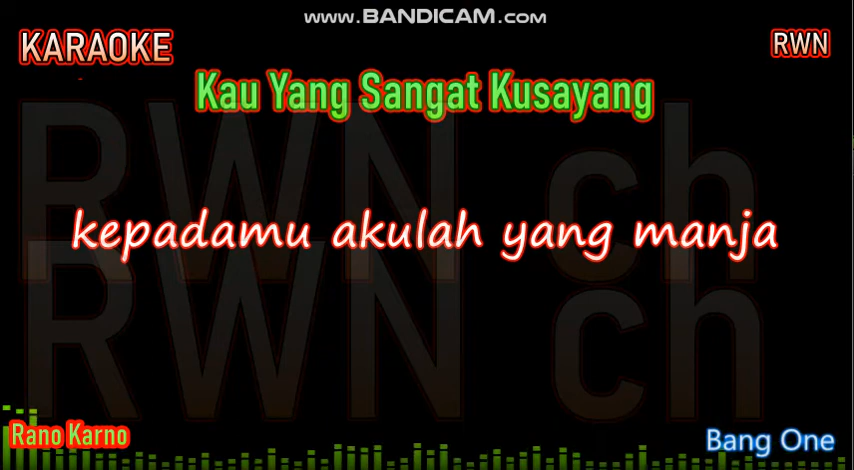 www.BANDICAM.com
KARAOKE
RWN
Kau Yang Sangat Kusayang
RWN ch
kepadamu akulah yang manja
RWN ch
Rano Karno
Bang One